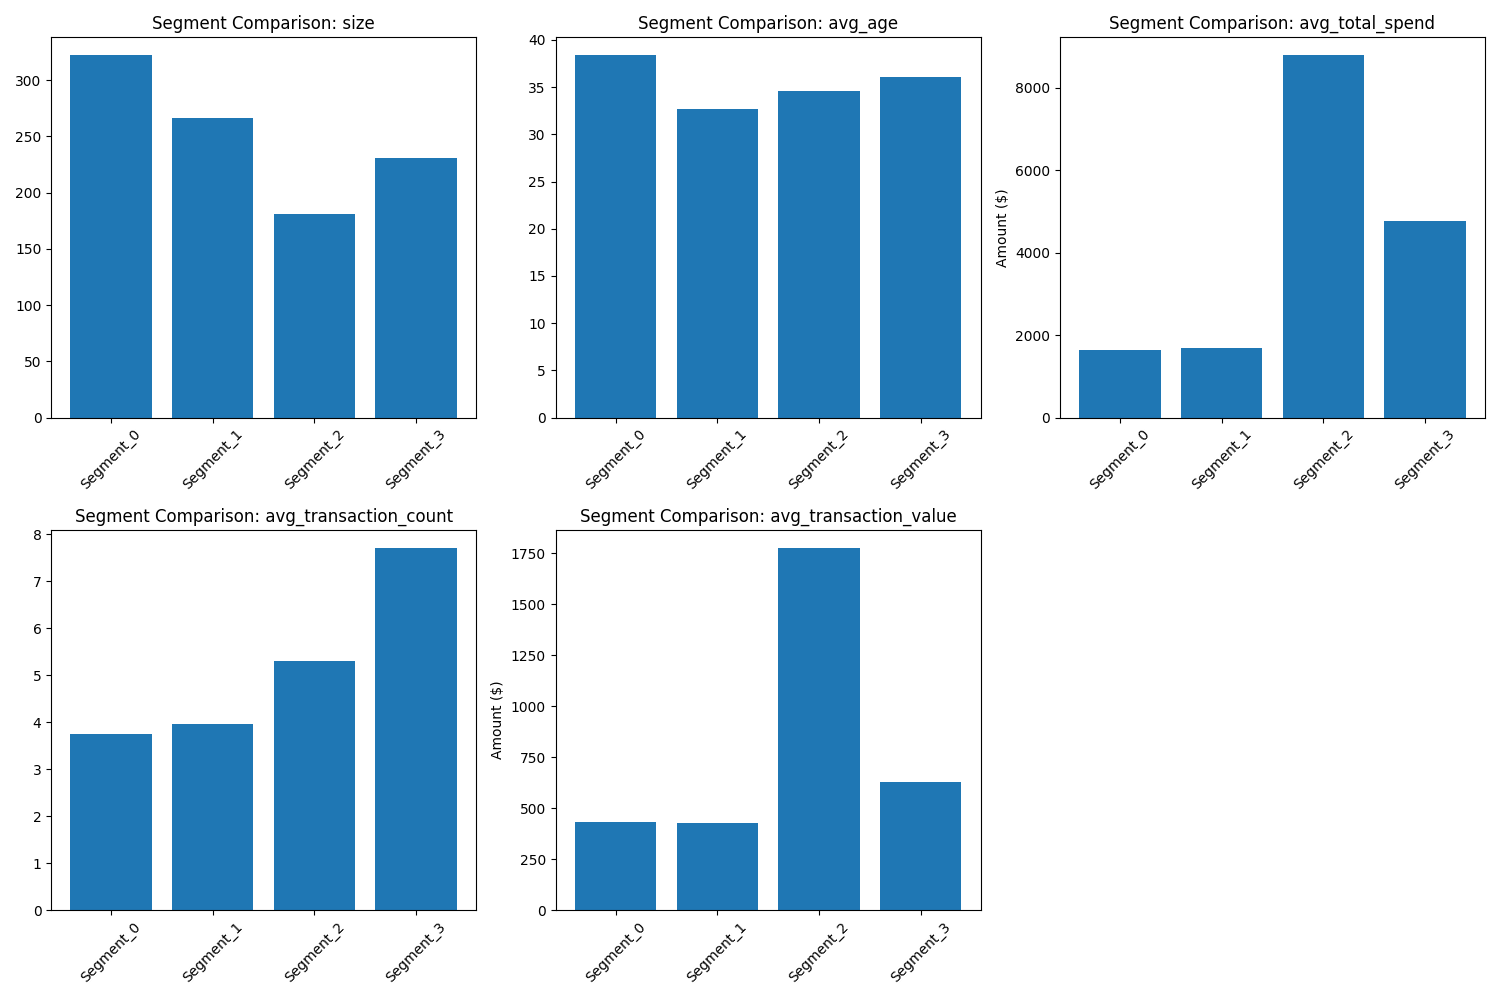 Segment Comparison: size
300
250
200
150
100
50
0
Segment_0
Segment_1
Segment_2
Segment_3
Segment Comparison: avg_age
40
35
30
25
20
15
10
5
0
Segment_0
Segment_1
Segment_2
Segment_3
Segment Comparison: avg_total_spend
Amount ($)
8000
6000
4000
2000
0
Segment_0
Segment_1
Segment_2
Segment_3
Segment Comparison: avg_transaction_count
8
7
6
5
4
3
2
1
0
Segment_0
Segment_1
Segment_2
Segment_3
Segment Comparison: avg_transaction_value
Amount ($)
1750
1500
1250
1000
750
500
250
0
Segment_0
Segment_1
Segment_2
Segment_3